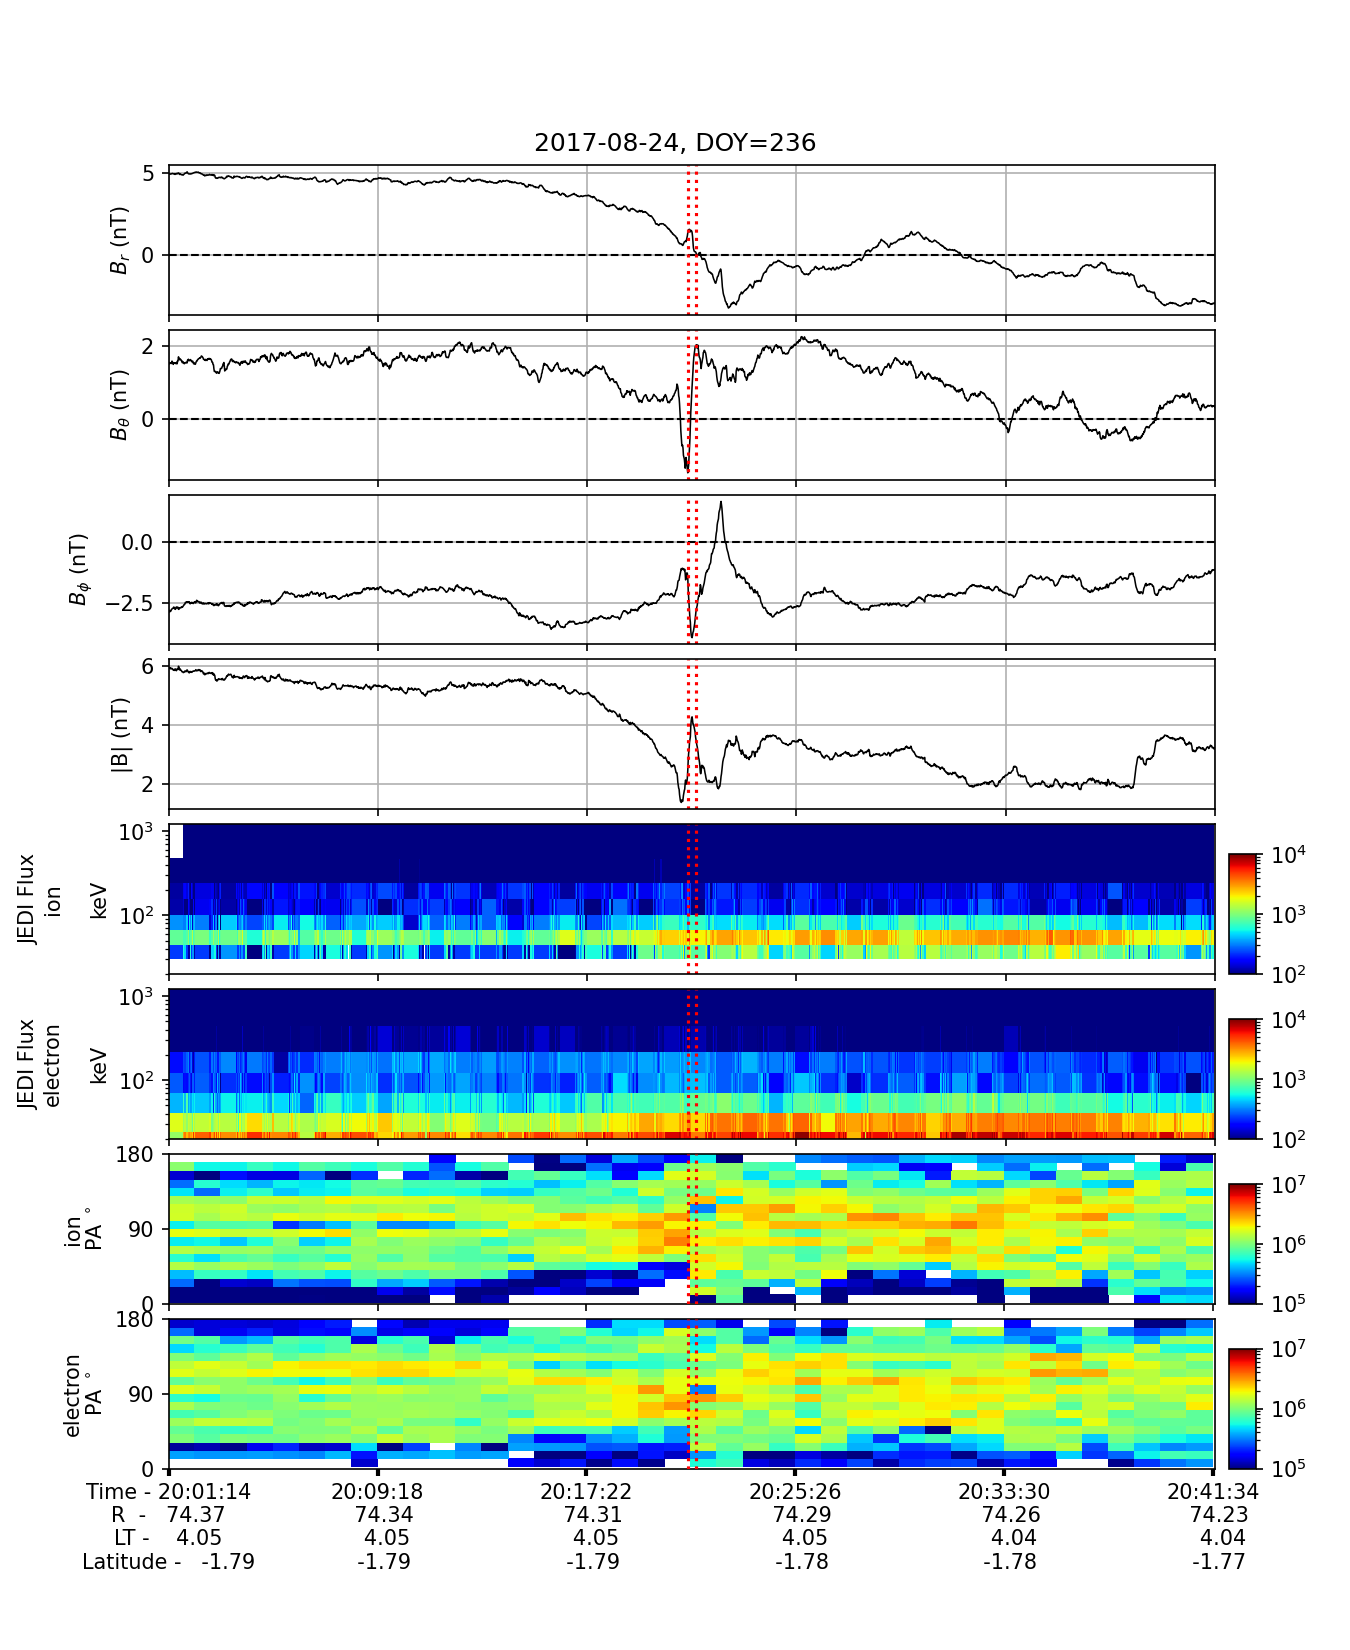 2017-08-24, DOY=236
5
0
B_r (nT)
2
0
B_θ (nT)
0.0
−2.5
B_ϕ (nT)
6
4
2
|B| (nT)
10^3
10^2
JEDI Flux
ion
keV
10^4
10^3
10^2
10^3
10^2
JEDI Flux
electron
keV
10^4
10^3
10^2
180
90
0
ion
PA °
10^7
10^6
10^5
180
90
0
electron
PA °
10^7
10^6
10^5
Time - 20:01:14 20:09:18 20:17:22 20:25:26 20:33:30 20:41:34
R - 74.37 74.34 74.31 74.29 74.26 74.23
LT - 4.05 4.05 4.05 4.05 4.04 4.04
Latitude - -1.79 -1.79 -1.79 -1.78 -1.78 -1.77